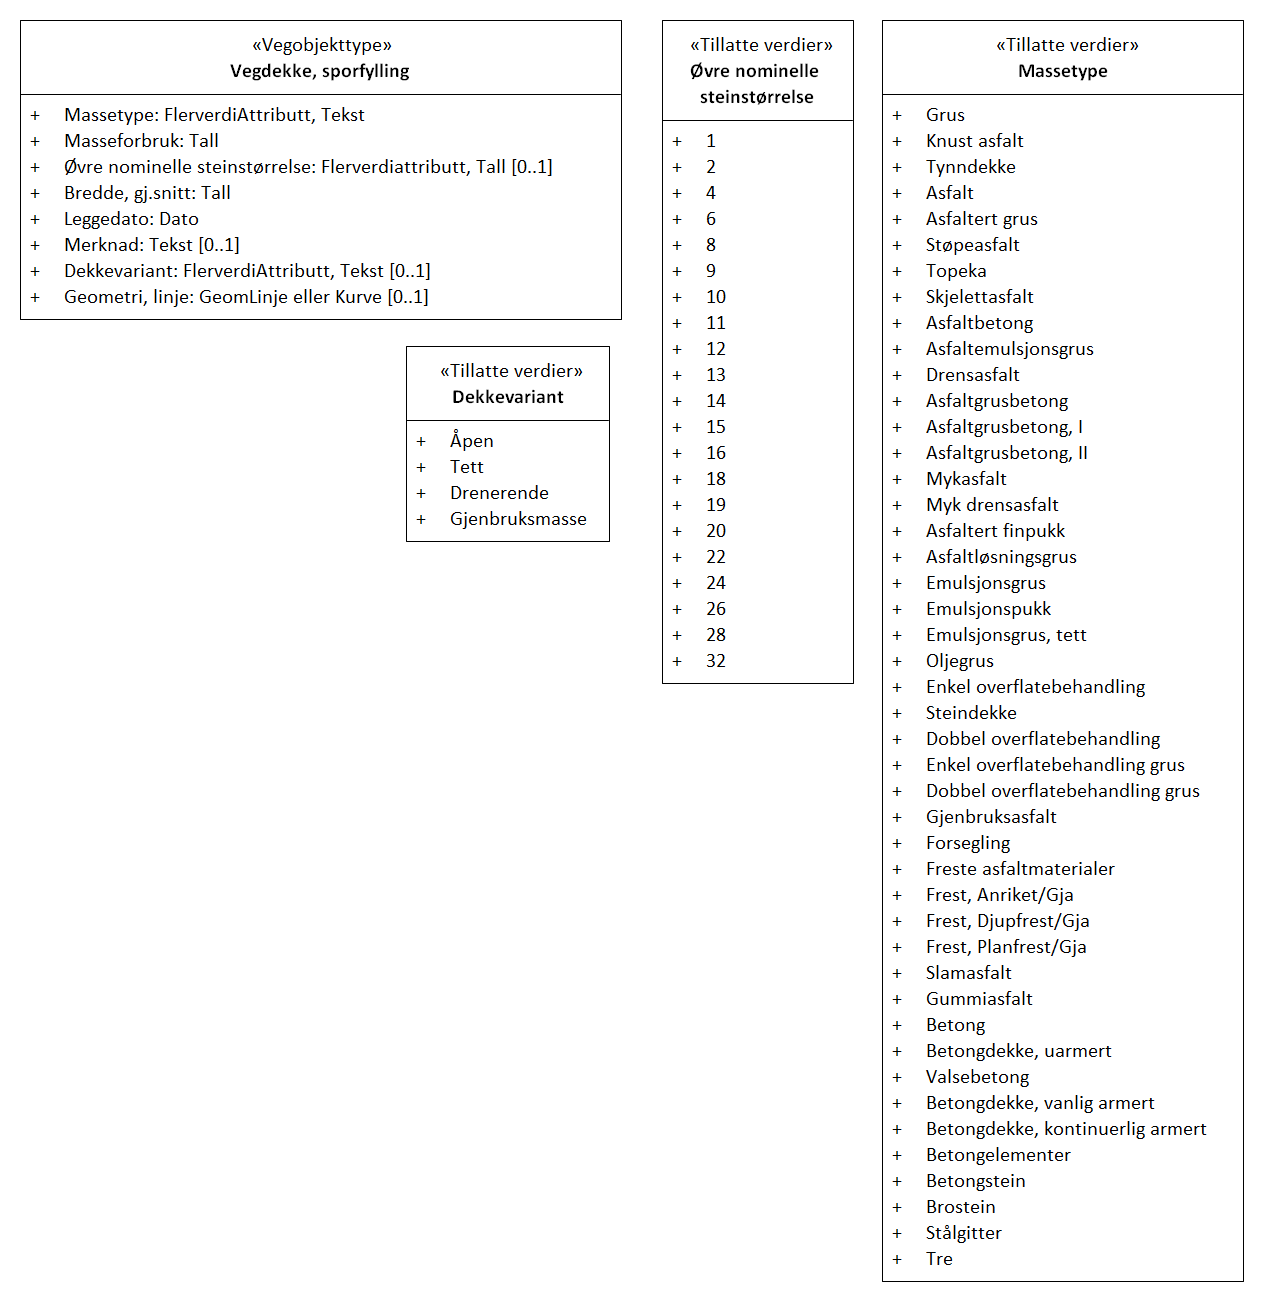 «Vegobjekttype»
Vegdekke, sporfylling
+ Massetype: FlerverdiAttributt, Tekst
+ Masseforbruk: Tall
+ Øvre nominelle steinstørrelse: Flerverdiattributt, Tall [0..1]
+ Bredde, gj.snitt: Tall
+ Leggedato: Dato
+ Merknad: Tekst [0..1]
+ Dekkevariant: FlerverdiAttributt, Tekst [0..1]
+ Geometri, linje: GeomLinje eller Kurve [0..1]
«Tillatte verdier»
Dekkevariant
+ Åpen
+ Tett
+ Drenerende
+ Gjenbruksmasse
«Tillatte verdier»
Øvre nominelle
steinstørrelse
+ 1
+ 2
+ 4
+ 6
+ 8
+ 9
+ 10
+ 11
+ 12
+ 13
+ 14
+ 15
+ 16
+ 18
+ 19
+ 20
+ 22
+ 24
+ 26
+ 28
+ 32
«Tillatte verdier»
Massetype
+ Grus
+ Knust asfalt
+ Tynndekke
+ Asfalt
+ Asfaltert grus
+ Støpeasfalt
+ Topeka
+ Skjelettasfalt
+ Asfaltbetong
+ Asfaltemulsjonsgrus
+ Drensasfalt
+ Asfaltgrusbetong
+ Asfaltgrusbetong, I
+ Asfaltgrusbetong, II
+ Mykasfalt
+ Myk drensasfalt
+ Asfaltert finpukk
+ Asfaltløsningsgrus
+ Emulsjonsgrus
+ Emulsjonspukk
+ Emulsjonsgrus, tett
+ Oljegrus
+ Enkel overflatebehandling
+ Steindekke
+ Dobbel overflatebehandling
+ Enkel overflatebehandling grus
+ Dobbel overflatebehandling grus
+ Gjenbruksasfalt
+ Forsegling
+ Freste asfaltmaterialer
+ Frest, Anriket/Gja
+ Frest, Djupfrest/Gja
+ Frest, Planfrest/Gja
+ Slamasfalt
+ Gummiasfalt
+ Betong
+ Betongdekke, uarmert
+ Valsebetong
+ Betongdekke, vanlig armert
+ Betongdekke, kontinuerlig armert
+ Betongelementer
+ Betongstein
+ Brostein
+ Stålgitter
+ Tre